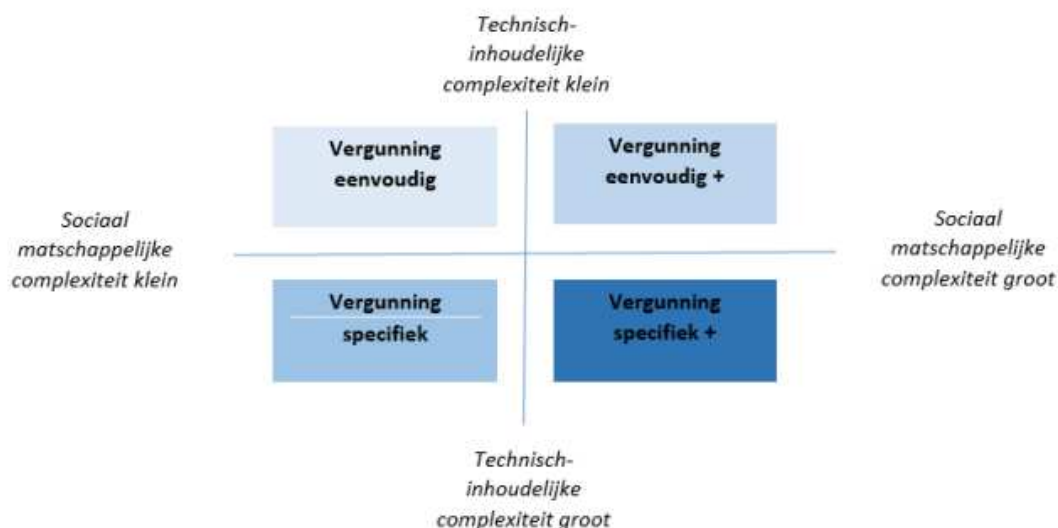 Technisch-
inhoudelijke
complexiteit klein
Vergunning
eenvoudig
Vergunning
eenvoudig +
Sociaal
matschappelijke
complexiteit klein
Sociaal
matschappelijke
complexiteit groot
Vergunning
specifiek
Vergunning
specifiek +
Technisch-
inhoudelijke
complexiteit groot